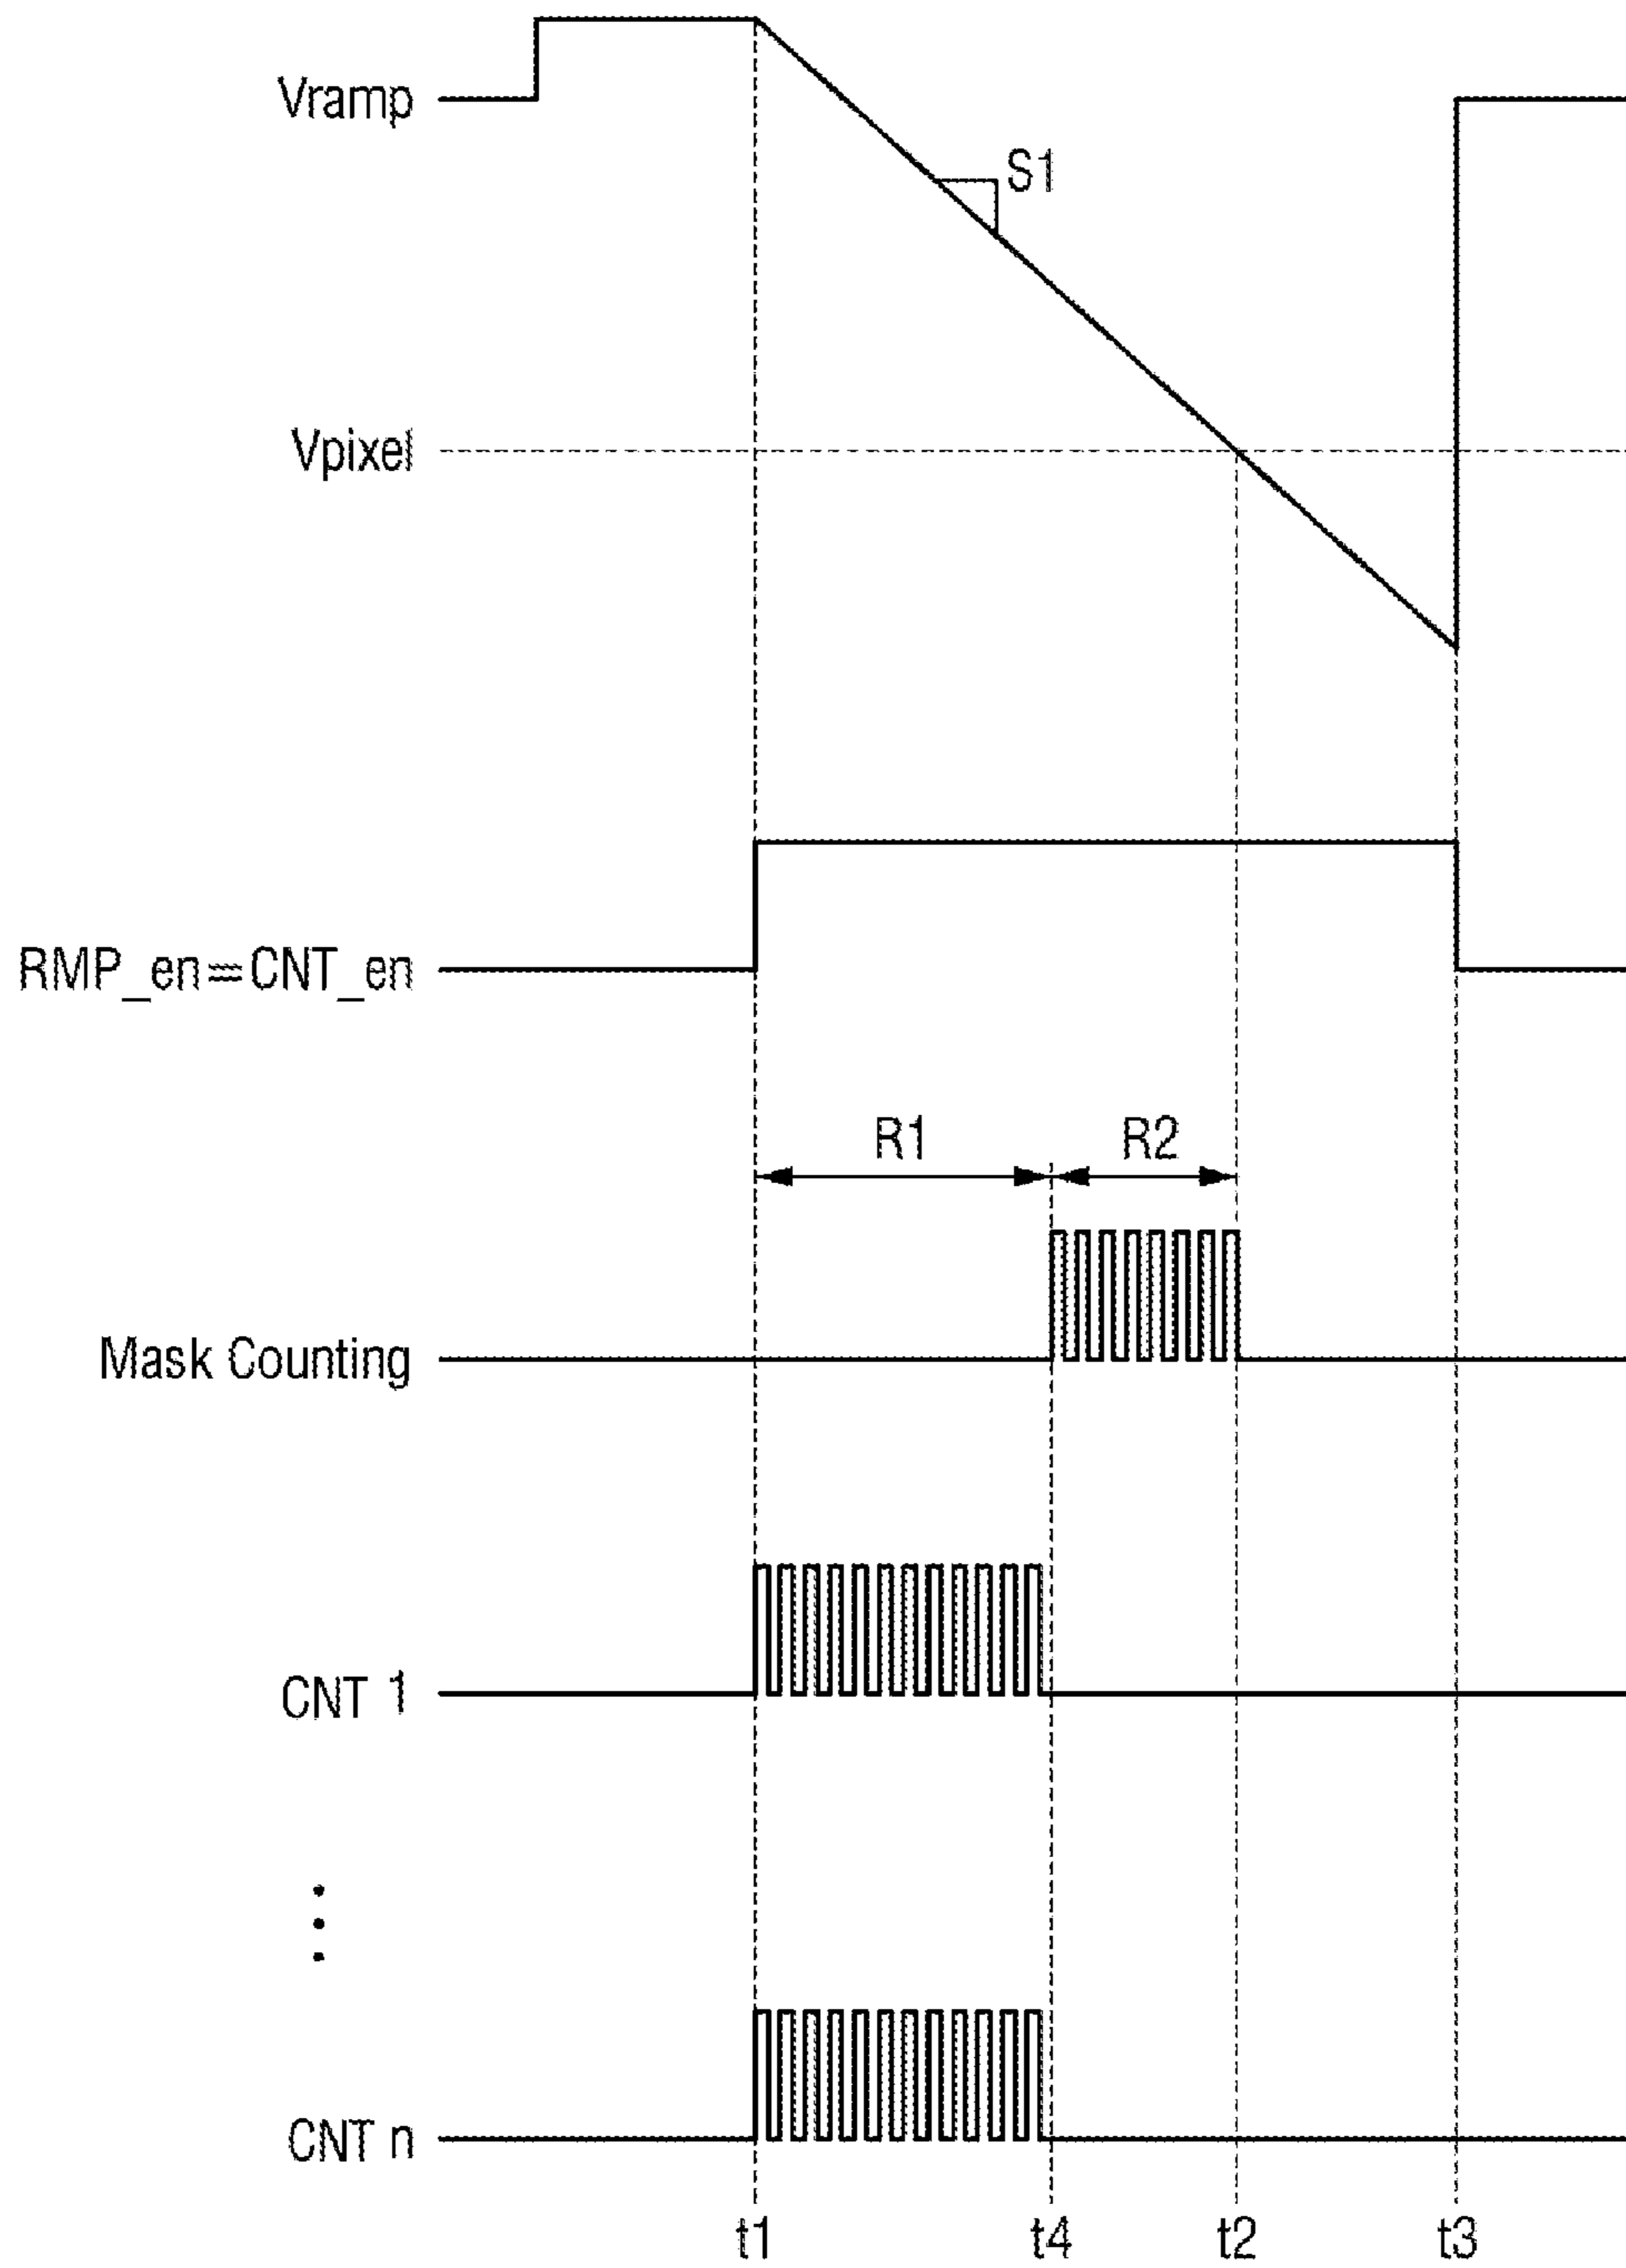 Vramp
S1
Vpixel
RMP_en=CNT_en
R1 R2
Mask Counting
CNT 1
CNT n
t1 t4 t2 t3